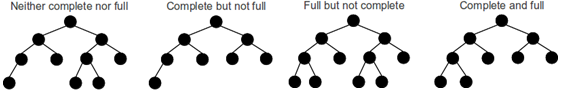 Neither complete nor full
Complete but not full
Full but not complete
Complete and full